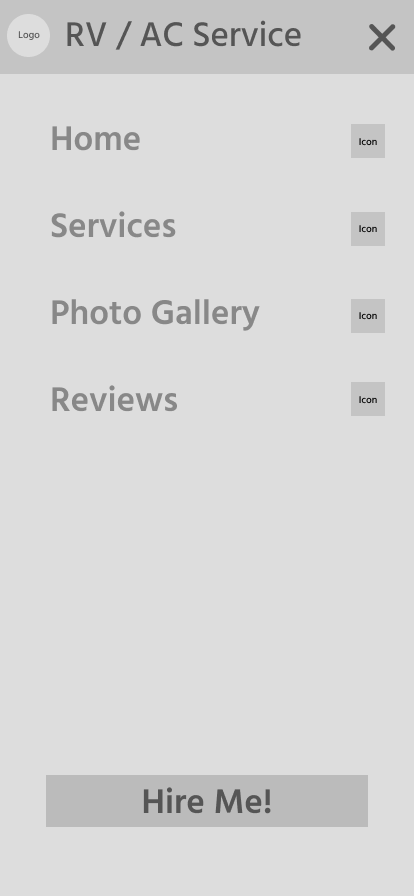 Logo
RV / AC Service
Home
Icon
Services
Icon
Photo Gallery
Icon
Reviews
Icon
Hire Me!